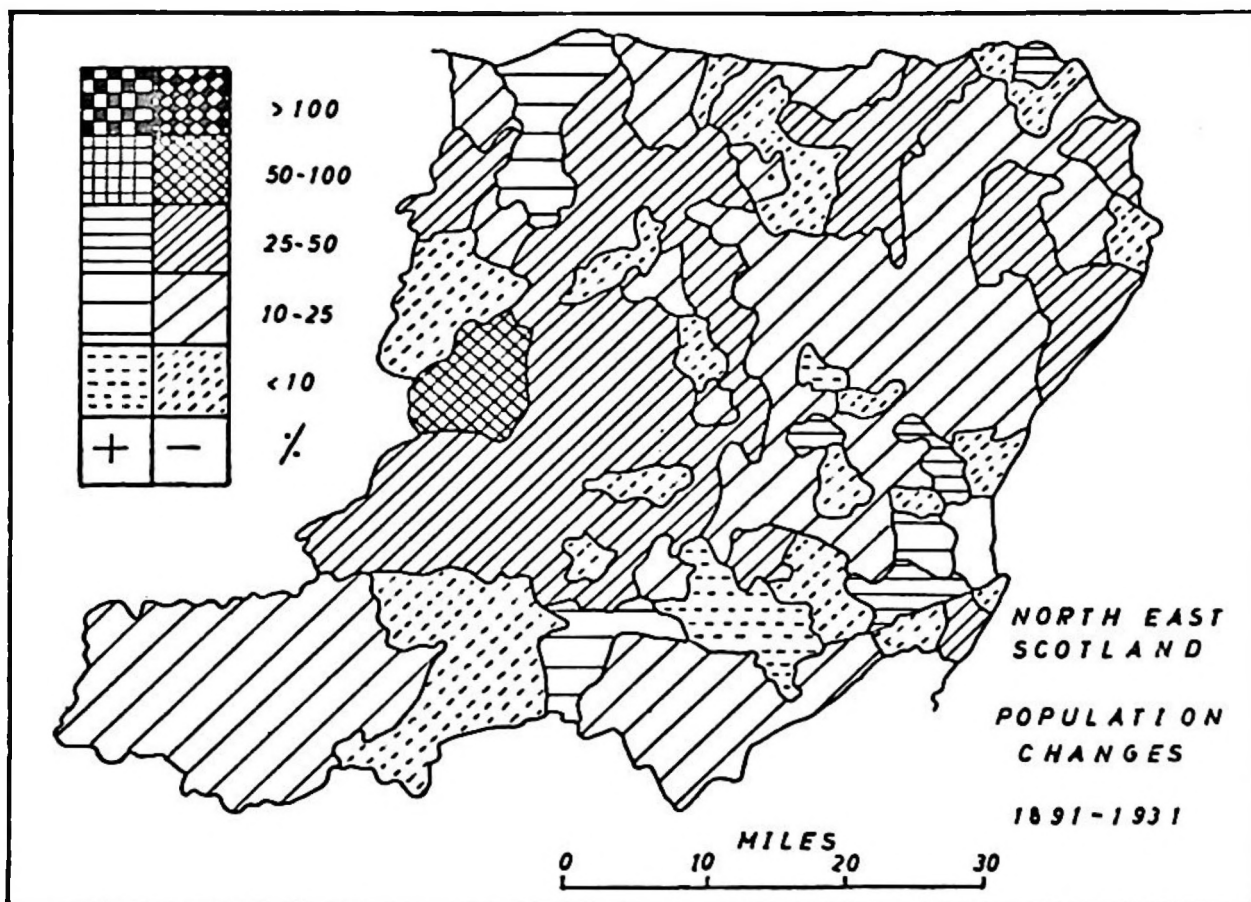 > 100
50-100
25-50
10-25
< 10
+ - %
NORTH EAST
SCOTLAND
POPULATION
CHANGES
1891-1931
MILES
0 10 20 30